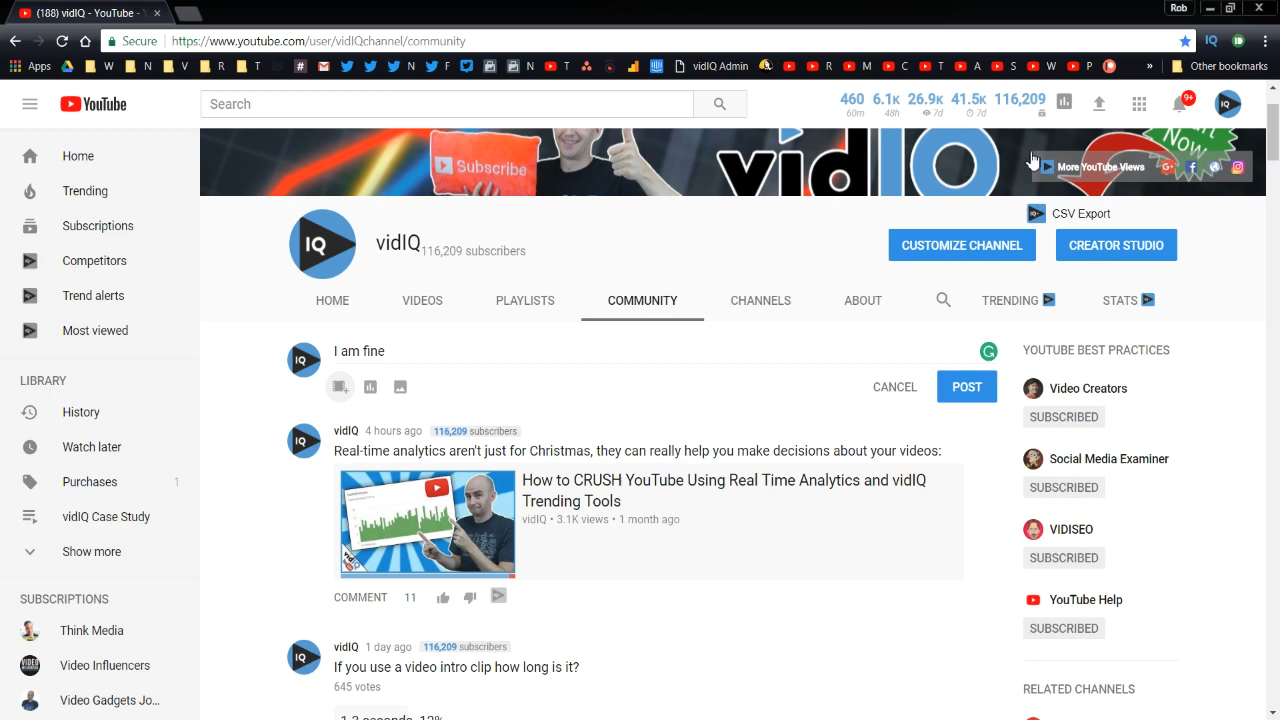 (188) vidIQ - YouTube -
Rob
Secure https://www.youtube.com/user/vidIQchannel/community
IQ
Apps W N V R T # M T N F N T S vidIQ Admin R M C T A S W P » Other bookmarks
YouTube
Search
460 6.1K 26.9K 41.5K 116,209
60m 48h 7d 7d
9+
IQ
Home
Trending
Subscriptions
Competitors
Trend alerts
Most viewed
LIBRARY
History
Watch later
Purchases 1
vidIQ Case Study
Show more
SUBSCRIPTIONS
Think Media
Video Influencers
Video Gadgets Jo...
Subscribe
vidIQ
NOW
More YouTube Views
CSV Export
IQ
vidIQ 116,209 subscribers
CUSTOMIZE CHANNEL
CREATOR STUDIO
HOME VIDEOS PLAYLISTS COMMUNITY CHANNELS ABOUT TRENDING STATS
IQ
I am fine
CANCEL POST
IQ
vidIQ 4 hours ago 116,209 subscribers
Real-time analytics aren't just for Christmas, they can really help you make decisions about your videos:
How to CRUSH YouTube Using Real Time Analytics and vidIQ
Trending Tools
vidIQ • 3.1K views • 1 month ago
COMMENT 11
IQ
vidIQ 1 day ago 116,209 subscribers
If you use a video intro clip how long is it?
645 votes
YOUTUBE BEST PRACTICES
Video Creators
SUBSCRIBED
Social Media Examiner
SUBSCRIBED
VIDISEO
SUBSCRIBED
YouTube Help
SUBSCRIBED
RELATED CHANNELS